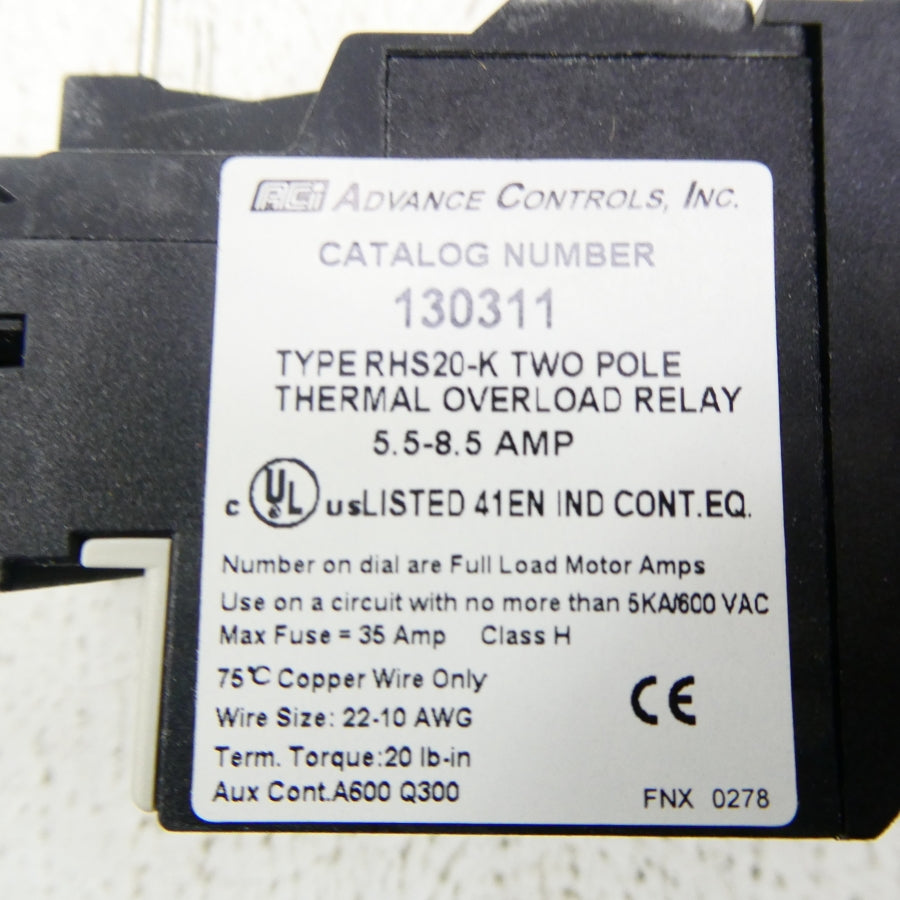 ACi ADVANCE CONTROLS, INC.
CATALOG NUMBER
130311
TYPE RHS20-K TWO POLE
THERMAL OVERLOAD RELAY
5.5-8.5 AMP
c UL us LISTED 41EN IND CONT.EQ.
Number on dial are Full Load Motor Amps
Use on a circuit with no more than 5KA/600 VAC
Max Fuse = 35 Amp Class H
75°C Copper Wire Only
Wire Size: 22-10 AWG
CE
Term. Torque:20 lb-in
Aux Cont.A600 Q300
FNX 0278